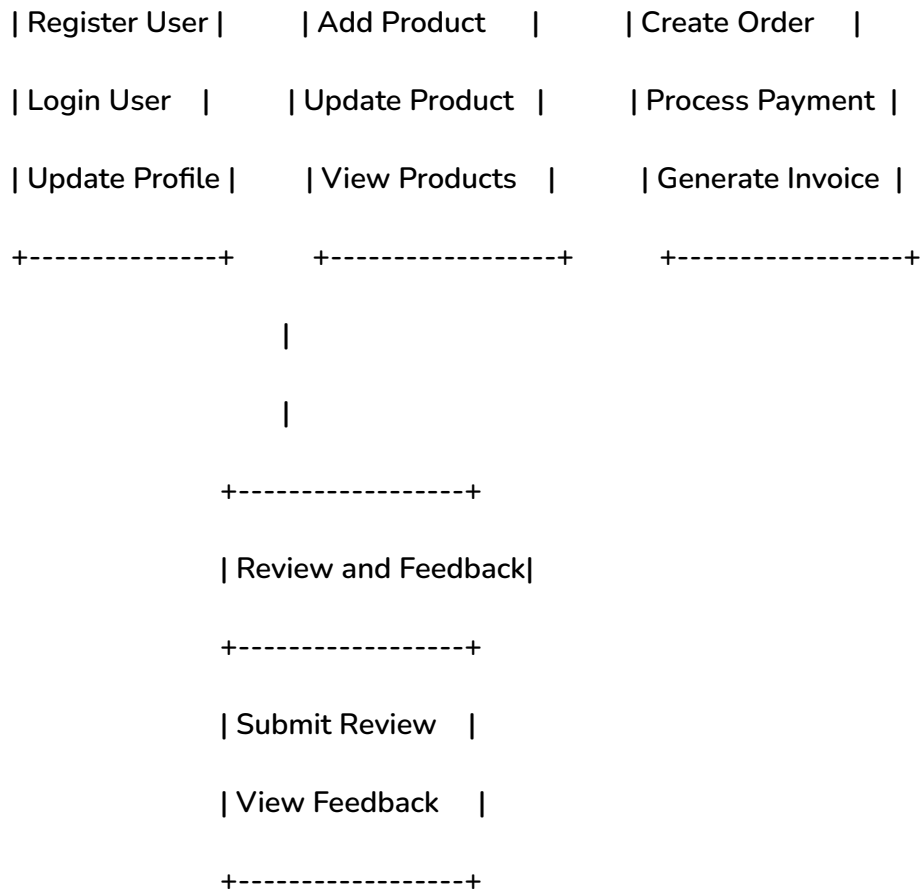 | Register User |          | Add Product      |           | Create Order     |
| Login User    |          | Update Product   |           | Process Payment  |
| Update Profile |         | View Products    |           | Generate Invoice  |
+---------------+          +------------------+           +------------------+
|
|
+------------------+
| Review and Feedback|
+------------------+
| Submit Review    |
| View Feedback     |
+------------------+